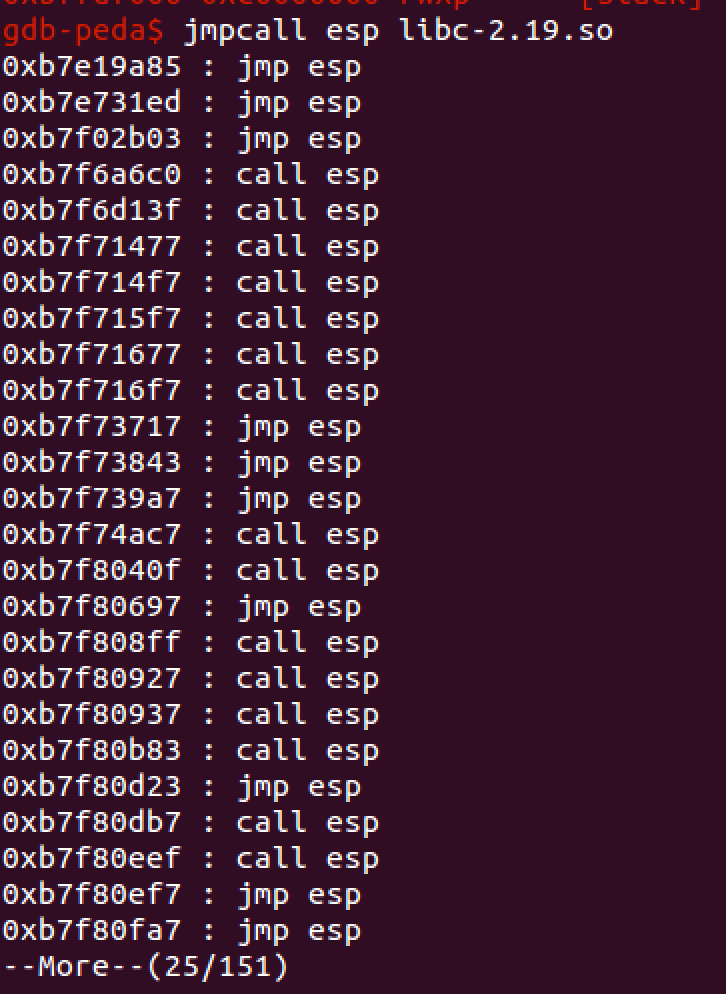 gdb-peda$ jmpcall esp libc-2.19.so
0xb7e19a85 : jmp esp
0xb7e731ed : jmp esp
0xb7f02b03 : jmp esp
0xb7f6a6c0 : call esp
0xb7f6d13f : call esp
0xb7f71477 : call esp
0xb7f714f7 : call esp
0xb7f715f7 : call esp
0xb7f71677 : call esp
0xb7f716f7 : call esp
0xb7f73717 : jmp esp
0xb7f73843 : jmp esp
0xb7f739a7 : jmp esp
0xb7f74ac7 : call esp
0xb7f8040f : call esp
0xb7f80697 : jmp esp
0xb7f808ff : call esp
0xb7f80927 : call esp
0xb7f80937 : call esp
0xb7f80b83 : call esp
0xb7f80d23 : jmp esp
0xb7f80db7 : call esp
0xb7f80eef : call esp
0xb7f80ef7 : jmp esp
0xb7f80fa7 : jmp esp
--More--(25/151)